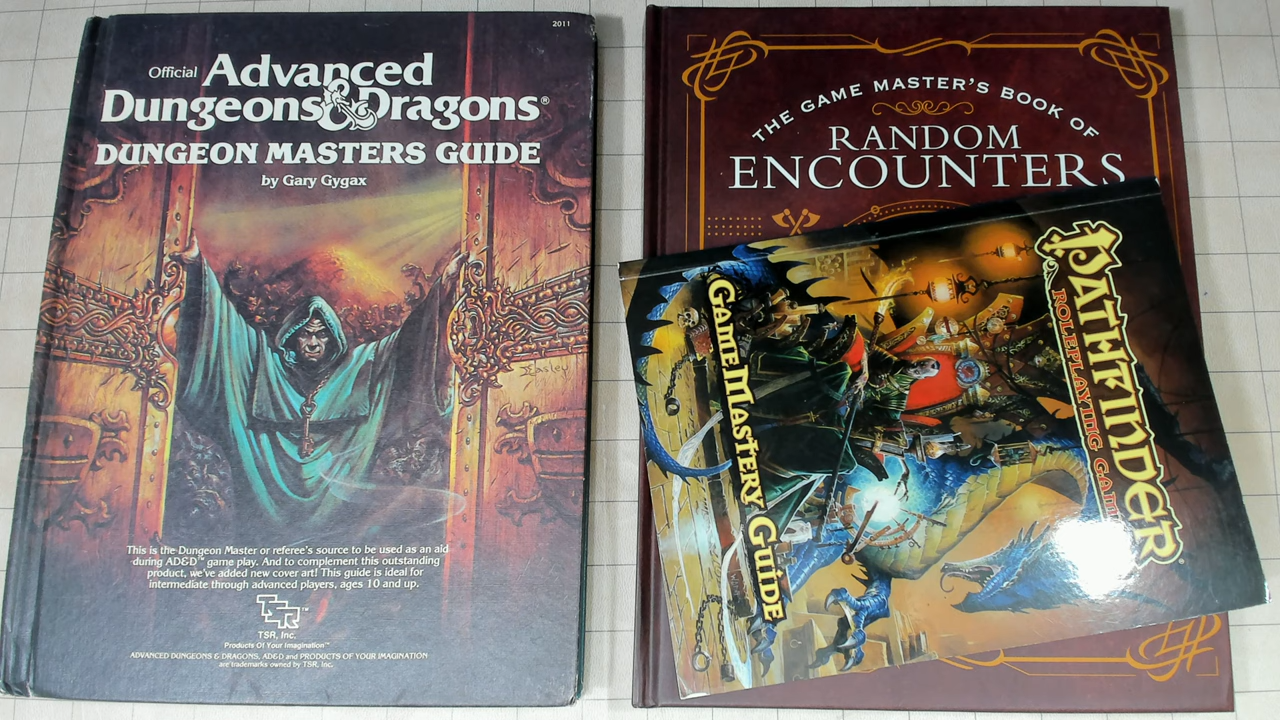 2011
Official Advanced
Dungeons & Dragons®
DUNGEON MASTERS GUIDE
by Gary Gygax
Easley
This is the Dungeon Master or referee's source to be used as an aid
during AD&D™ game play. And to complement this outstanding
product, we've added new cover art! This guide is ideal for
intermediate through advanced players, ages 10 and up.
TSR™
TSR, Inc.
Products Of Your Imagination™
ADVANCED DUNGEONS & DRAGONS, AD&D and PRODUCTS OF YOUR IMAGINATION
are trademarks owned by TSR, Inc.
THE GAME MASTER'S BOOK OF
RANDOM
ENCOUNTERS
PATHFINDER®
ROLEPLAYING GAME
GAMEMASTERY GUIDE